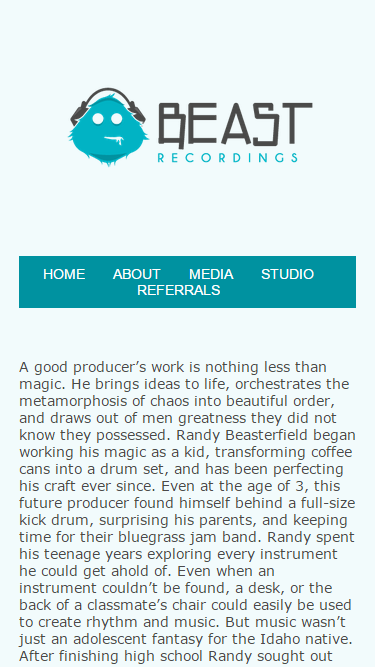 BEAST
RECORDINGS
HOME ABOUT MEDIA STUDIO
REFERRALS
A good producer’s work is nothing less than
magic. He brings ideas to life, orchestrates the
metamorphosis of chaos into beautiful order,
and draws out of men greatness they did not
know they possessed. Randy Beasterfield began
working his magic as a kid, transforming coffee
cans into a drum set, and has been perfecting
his craft ever since. Even at the age of 3, this
future producer found himself behind a full-size
kick drum, surprising his parents, and keeping
time for their bluegrass jam band. Randy spent
his teenage years exploring every instrument
he could get ahold of. Even when an
instrument couldn’t be found, a desk, or the
back of a classmate’s chair could easily be used
to create rhythm and music. But music wasn’t
just an adolescent fantasy for the Idaho native.
After finishing high school Randy sought out